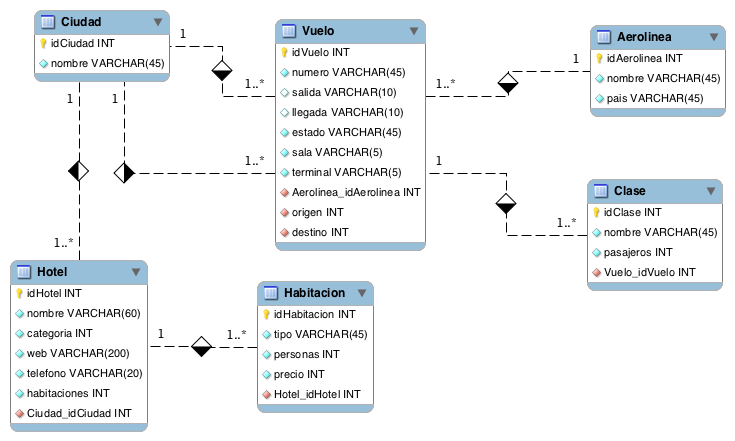 Ciudad
idCiudad INT
nombre VARCHAR(45)
1
1
1
1..*
1..*
1..*
Vuelo
idVuelo INT
numero VARCHAR(45)
salida VARCHAR(10)
llegada VARCHAR(10)
estado VARCHAR(45)
sala VARCHAR(5)
terminal VARCHAR(5)
Aerolinea_idAerolinea INT
origen INT
destino INT
1..*
1
Aerolinea
idAerolinea INT
nombre VARCHAR(45)
pais VARCHAR(45)
1
1..*
Clase
idClase INT
nombre VARCHAR(45)
pasajeros INT
Vuelo_idVuelo INT
Hotel
idHotel INT
nombre VARCHAR(60)
categoria INT
web VARCHAR(200)
telefono VARCHAR(20)
habitaciones INT
Ciudad_idCiudad INT
1
1..*
Habitacion
idHabitacion INT
tipo VARCHAR(45)
personas INT
precio INT
Hotel_idHotel INT